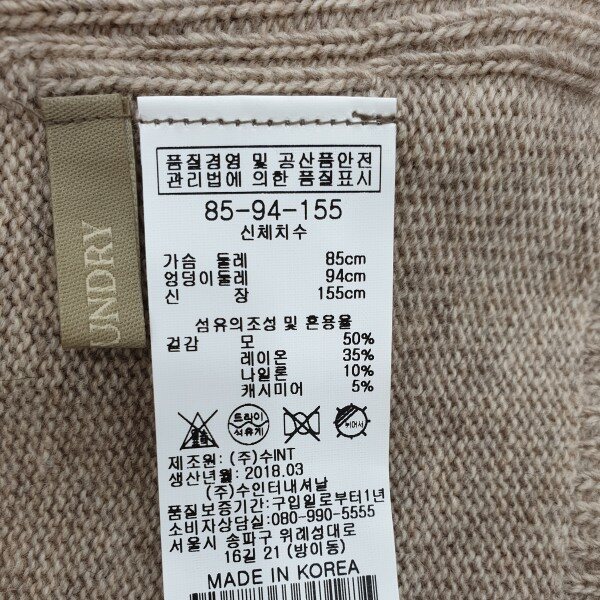 UNDRY
품질경영 및 공산품안전
관리법에 의한 품질표시
85-94-155
신체치수
가슴 둘레 85cm
엉덩이둘레 94cm
신 장 155cm
섬유의조성 및 혼용율
겉감 모 50%
레이온 35%
나일론 10%
캐시미어 5%
드라이
석유계
제조원: (주)수INT
생산년월: 2018.03
(주)수인터내셔날
품질보증기간:구입일로부터1년
소비자상담실:080-990-5555
서울시 송파구 위례성대로
16길 21 (방이동)
MADE IN KOREA